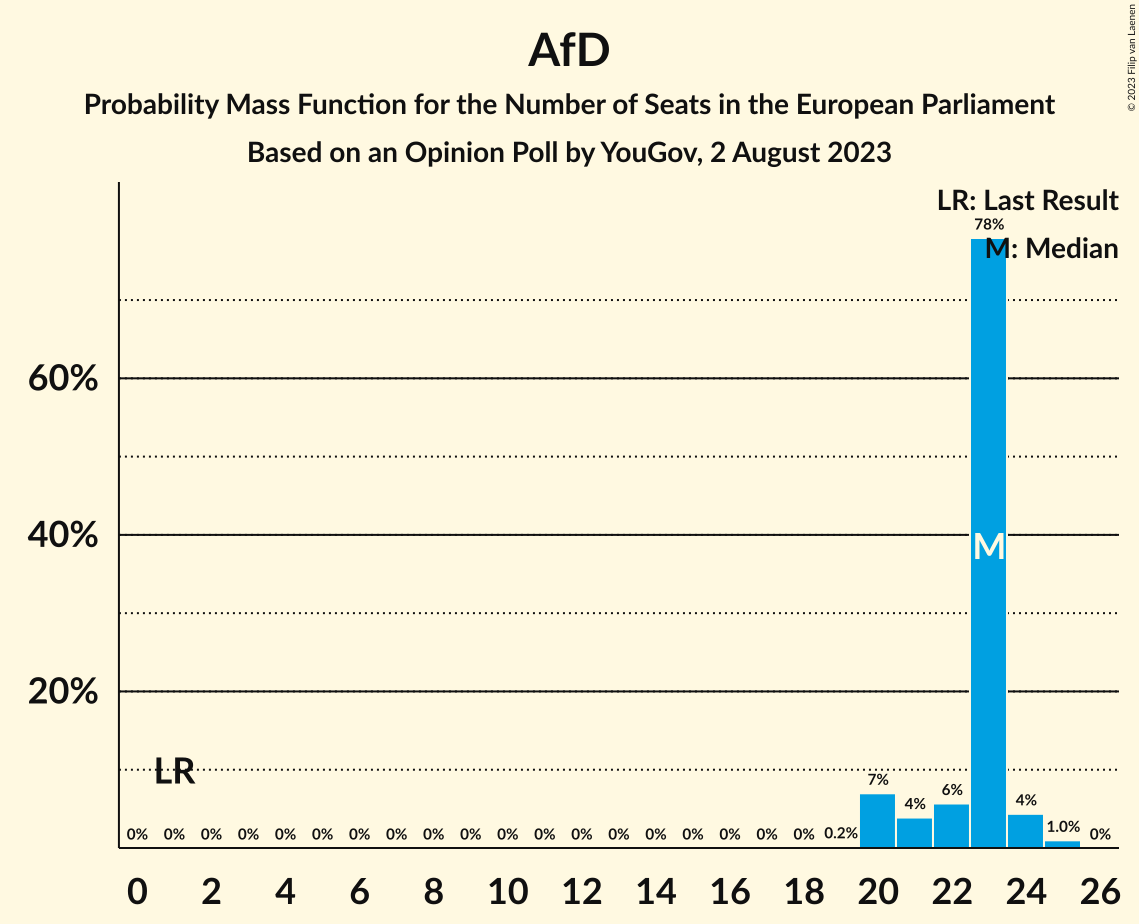 AfD
Probability Mass Function for the Number of Seats in the European Parliament
Based on an Opinion Poll by YouGov, 2 August 2023
© 2023 Filip van Laenen
LR: Last Result
M: Median
78%
60%
40%
20%
M
LR
0% 0% 0% 0% 0% 0% 0% 0% 0% 0% 0% 0% 0% 0% 0% 0% 0% 0% 0% 0.2% 7% 4% 6% 4% 1.0% 0%
0 2 4 6 8 10 12 14 16 18 20 22 24 26